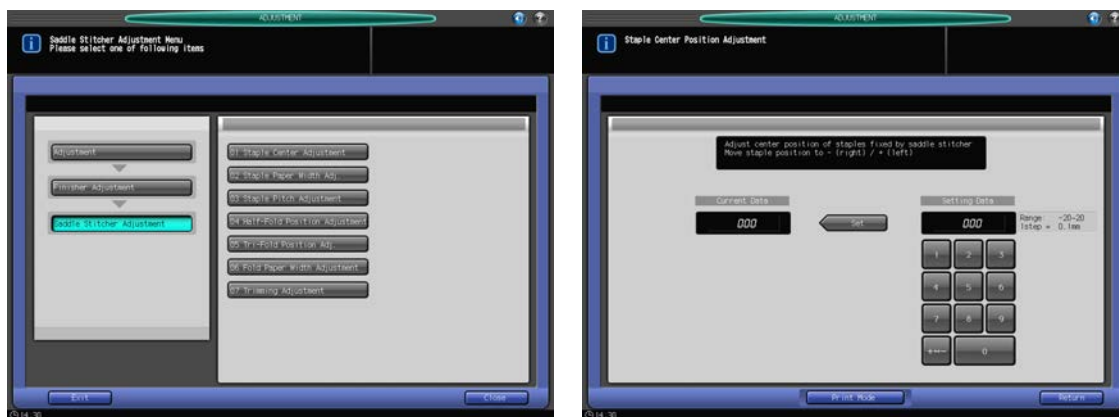 ADJUSTMENT
Saddle Stitcher Adjustment Menu
Please select one of following items
Adjustment
Finisher Adjustment
Saddle Stitcher Adjustment
01 Staple Center Adjustment
02 Staple Paper Width Adj.
03 Staple Pitch Adjustment
04 Half-Fold Position Adjustment
05 Tri-Fold Position Adj.
06 Fold Paper Width Adjustment
07 Trimming Adjustment
Exit
Close
14:30
ADJUSTMENT
Staple Center Position Adjustment
Adjust center position of staples fixed by saddle stitcher
Move staple position to - (right) / + (left)
Current Data
Setting Data
000
Set
000
Range -20~20
1step = 0.1mm
1 2 3
4 5 6
7 8 9
+←→- 0
Print Mode
Return
14:30